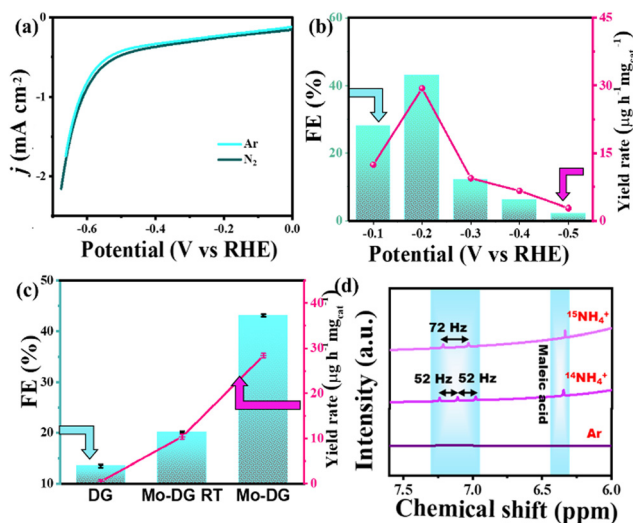 (a)
j (mA cm⁻²)
0
-1
-2
Ar
N₂
-0.6
-0.4
-0.2
0.0
Potential (V vs RHE)
(b)
FE (%)
60
40
20
0
45
30
15
0
Yield rate (µg h⁻¹mg_cat⁻¹)
-0.1
-0.2
-0.3
-0.4
-0.5
Potential (V vs RHE)
(c)
FE (%)
50
40
30
20
10
40
30
20
10
0
Yield rate (µg h⁻¹mg_cat⁻¹)
DG
Mo-DG RT
Mo-DG
(d)
Intensity (a.u.)
72 Hz
52 Hz
52 Hz
Maleic acid
¹⁵NH₄⁺
¹⁴NH₄⁺
Ar
7.5
7.0
6.5
6.0
Chemical shift (ppm)